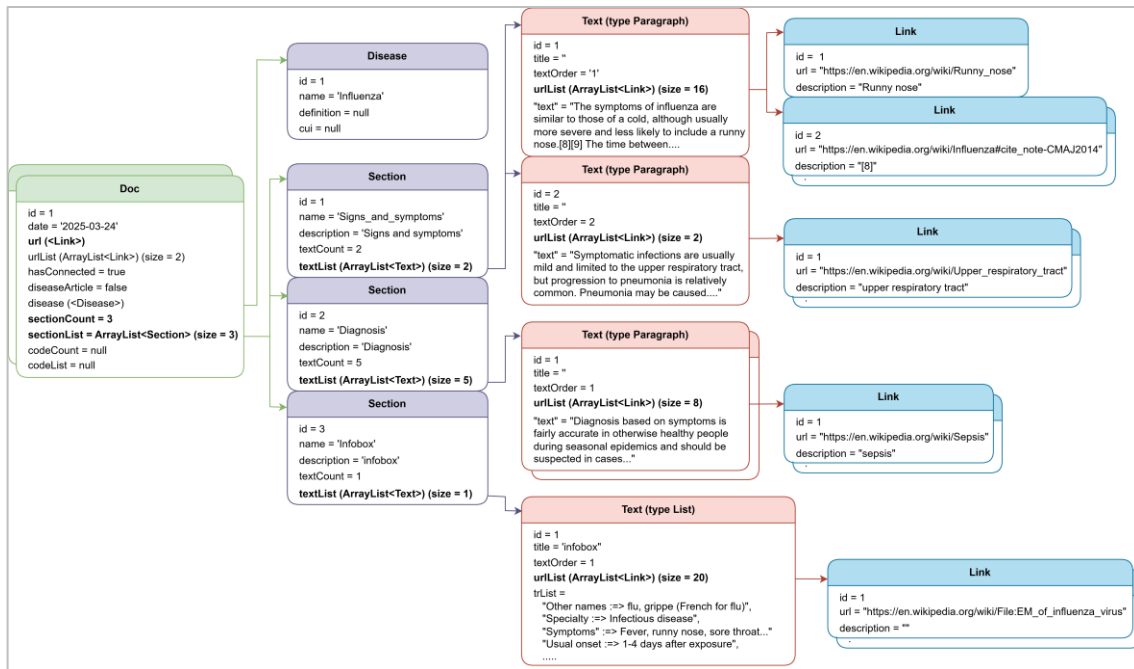 Doc
id = 1
date = '2025-03-24'
url (<Link>)
urlList (ArrayList<Link>) (size = 2)
hasConnected = true
diseaseArticle = false
disease (<Disease>)
sectionCount = 3
sectionList = ArrayList<Section> (size = 3)
codeCount = null
codeList = null
Disease
id = 1
name = 'Influenza'
definition = null
cui = null
Section
id = 1
name = 'Signs_and_symptoms'
description = 'Signs and symptoms'
textCount = 2
textList (ArrayList<Text>) (size = 2)
Section
id = 2
name = 'Diagnosis'
description = 'Diagnosis'
textCount = 5
textList (ArrayList<Text>) (size = 5)
Section
id = 3
name = 'Infobox'
description = 'infobox'
textCount = 1
textList (ArrayList<Text>) (size = 1)
Text (type Paragraph)
id = 1
title = ''
textOrder = '1'
urlList (ArrayList<Link>) (size = 16)
"text" = "The symptoms of influenza are
similar to those of a cold, although usually
more severe and less likely to include a runny
nose.[8][9] The time between....
Text (type Paragraph)
id = 2
title = ''
textOrder = 2
urlList (ArrayList<Link>) (size = 2)
"text" = "Symptomatic infections are usually
mild and limited to the upper respiratory tract,
but progression to pneumonia is relatively
common. Pneumonia may be caused...."
Text (type Paragraph)
id = 1
title = ''
textOrder = 1
urlList (ArrayList<Link>) (size = 8)
"text" = "Diagnosis based on symptoms is
fairly accurate in otherwise healthy people
during seasonal epidemics and should be
suspected in cases..."
Text (type List)
id = 1
title = 'infobox"
textOrder = 1
urlList (ArrayList<Link>) (size = 20)
trList =
"Other names :=> flu, grippe (French for flu)",
"Specialty :=> Infectious disease",
"Symptoms" :=> Fever, runny nose, sore throat..."
"Usual onset :=> 1-4 days after exposure",
.....
Link
id = 1
url = "https://en.wikipedia.org/wiki/Runny_nose"
description = "Runny nose"
Link
id = 2
url = "https://en.wikipedia.org/wiki/Influenza#cite_note-CMAJ2014"
description = "[8]"
.
Link
id = 1
url = "https://en.wikipedia.org/wiki/Upper_respiratory_tract"
description = "upper respiratory tract"
.
Link
id = 1
url = "https://en.wikipedia.org/wiki/Sepsis"
description = "sepsis"
.
Link
id = 1
url = "https://en.wikipedia.org/wiki/File:EM_of_influenza_virus"
description = ""
.